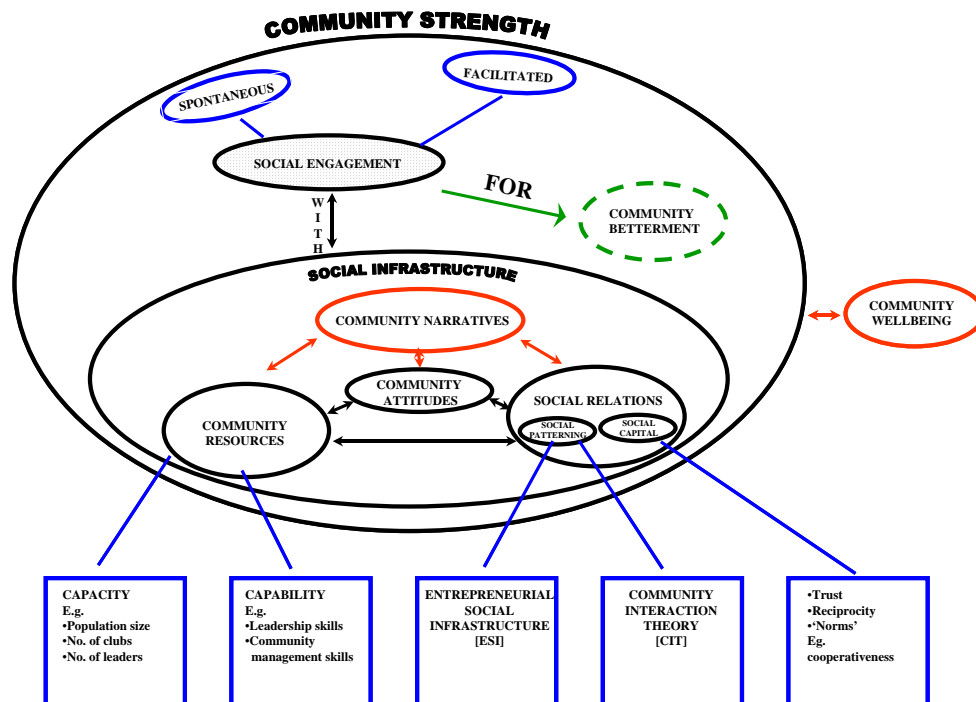 COMMUNITY STRENGTH
SPONTANEOUS
FACILITATED
SOCIAL ENGAGEMENT
WITH
FOR
COMMUNITY
BETTERMENT
SOCIAL INFRASTRUCTURE
COMMUNITY NARRATIVES
COMMUNITY
WELLBEING
COMMUNITY
ATTITUDES
COMMUNITY
RESOURCES
SOCIAL RELATIONS
SOCIAL
PATTERNING
SOCIAL
CAPITAL
CAPACITY
E.g.
•Population size
•No. of clubs
•No. of leaders
CAPABILITY
E.g.
•Leadership skills
•Community
management skills
ENTREPRENEURIAL
SOCIAL
INFRASTRUCTURE
[ESI]
COMMUNITY
INTERACTION
THEORY
[CIT]
•Trust
•Reciprocity
•‘Norms’
Eg.
cooperativeness